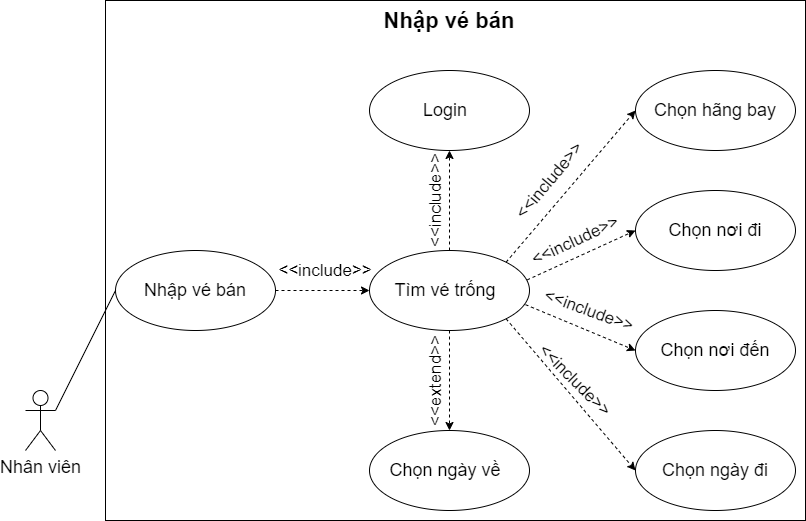 Nhập vé bán
Login
Chọn hãng bay
<<include>>
<<include>>
Chọn nơi đi
<<include>>
<<include>>
Nhập vé bán
Tìm vé trống
<<include>>
Chọn nơi đến
<<extend>>
<<include>>
Nhân viên
Chọn ngày về
Chọn ngày đi